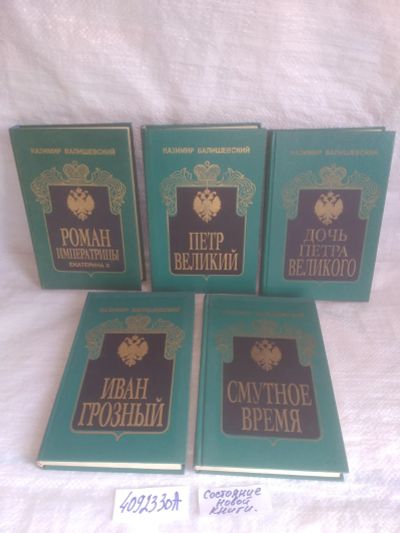 КАЗИМИР ВАЛИШЕВСКИЙ
РОМАН
ИМПЕРАТРИЦЫ
ЕКАТЕРИНА II
КАЗИМИР ВАЛИШЕВСКИЙ
ПЕТР
ВЕЛИКИЙ
КАЗИМИР ВАЛИШЕВСКИЙ
ДОЧЬ
ПЕТРА
ВЕЛИКОГО
КАЗИМИР ВАЛИШЕВСКИЙ
ИВАН
ГРОЗНЫЙ
КАЗИМИР ВАЛИШЕВСКИЙ
СМУТНОЕ
ВРЕМЯ
409233оА
Состояние
новой
книги.